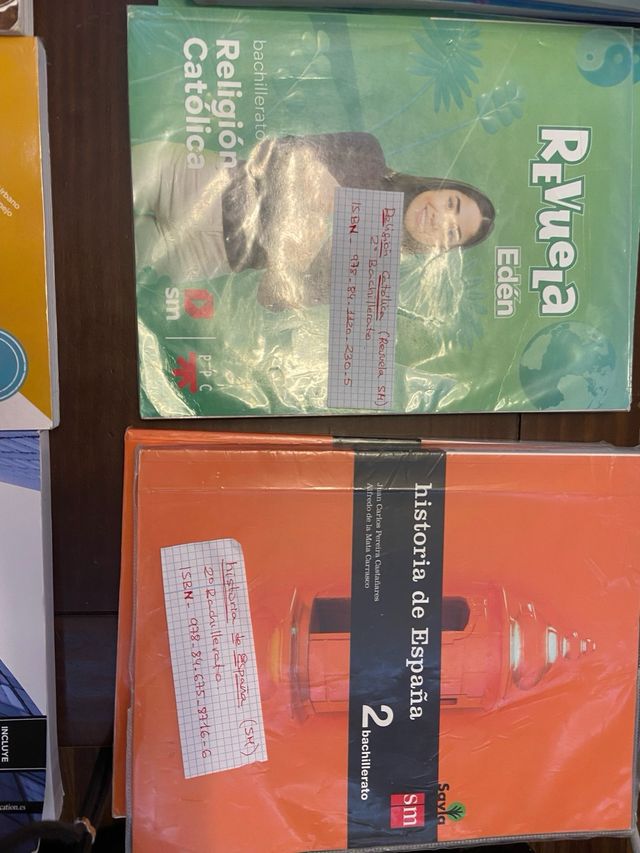 REVUELA
Edén
bachillerato
Religión
Católica
sm
PPC
Religión Católica (Revuela SM)
2º Bachillerato
ISBN - 978-84-1120-230-5
historia de España
2 bachillerato
Juan Carlos Pereira Castañares
Alfredo de la Mata Carrasco
Savia
sm
historia de España (SM)
2º Bachillerato.
ISBN - 978-84-675-8716-6
INCLUYE